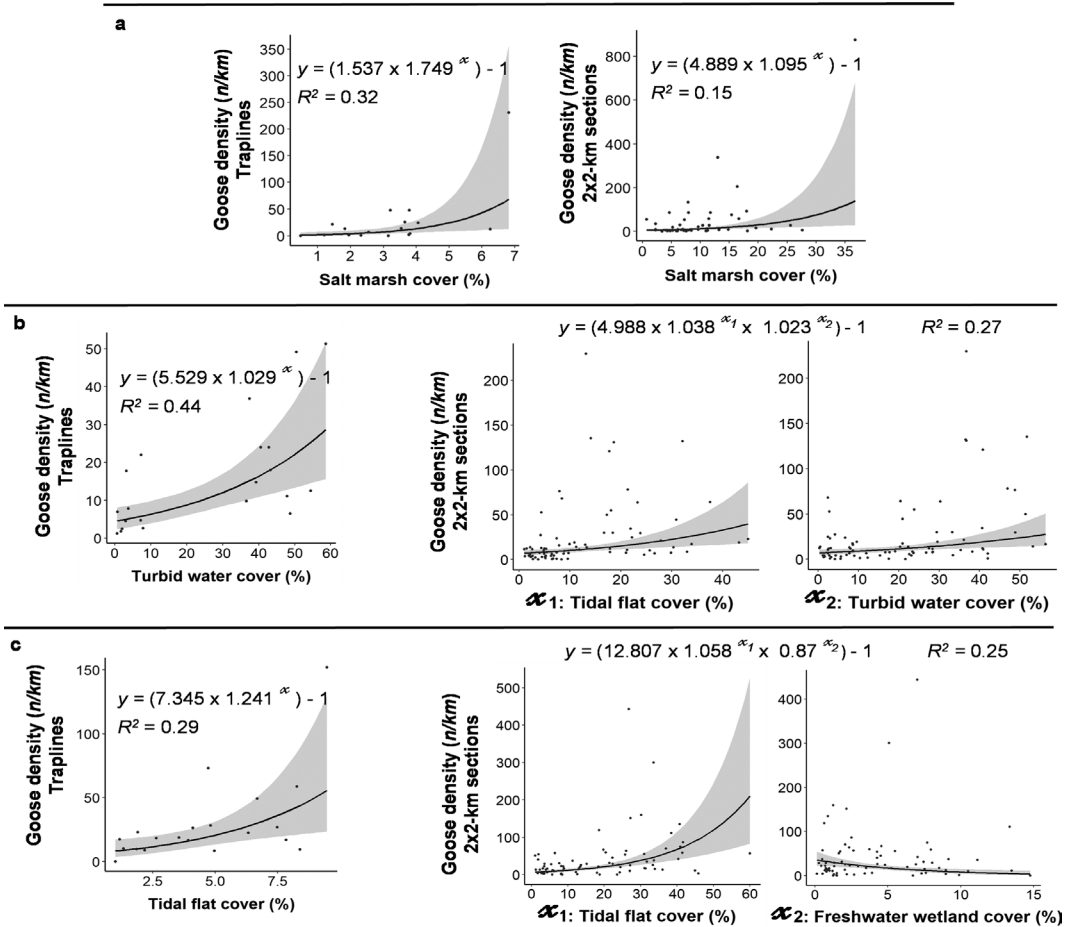 a
y = (1.537 x 1.749 ^x ) - 1
R² = 0.32
Goose density (n/km)
Traplines
350
300
250
200
150
100
50
0
1 2 3 4 5 6 7
Salt marsh cover (%)
y = (4.889 x 1.095 ^x ) - 1
R² = 0.15
Goose density (n/km)
2x2-km sections
800
600
400
200
0
0 5 10 15 20 25 30 35
Salt marsh cover (%)
b
y = (5.529 x 1.029 ^x ) - 1
R² = 0.44
Goose density (n/km)
Traplines
50
40
30
20
10
0
0 10 20 30 40 50 60
Turbid water cover (%)
y = (4.988 x 1.038 ^x1 x 1.023 ^x2 ) - 1 R² = 0.27
Goose density (n/km)
2x2-km sections
200
150
100
50
0
0 10 20 30 40
x1: Tidal flat cover (%)
200
150
100
50
0
0 10 20 30 40 50
x2: Turbid water cover (%)
c
y = (7.345 x 1.241 ^x ) - 1
R² = 0.29
Goose density (n/km)
Traplines
150
100
50
0
2.5 5.0 7.5
Tidal flat cover (%)
y = (12.807 x 1.058 ^x1 x 0.87 ^x2 ) - 1 R² = 0.25
Goose density (n/km)
2x2-km sections
500
400
300
200
100
0
0 10 20 30 40 50 60
x1: Tidal flat cover (%)
400
300
200
100
0
0 5 10 15
x2: Freshwater wetland cover (%)